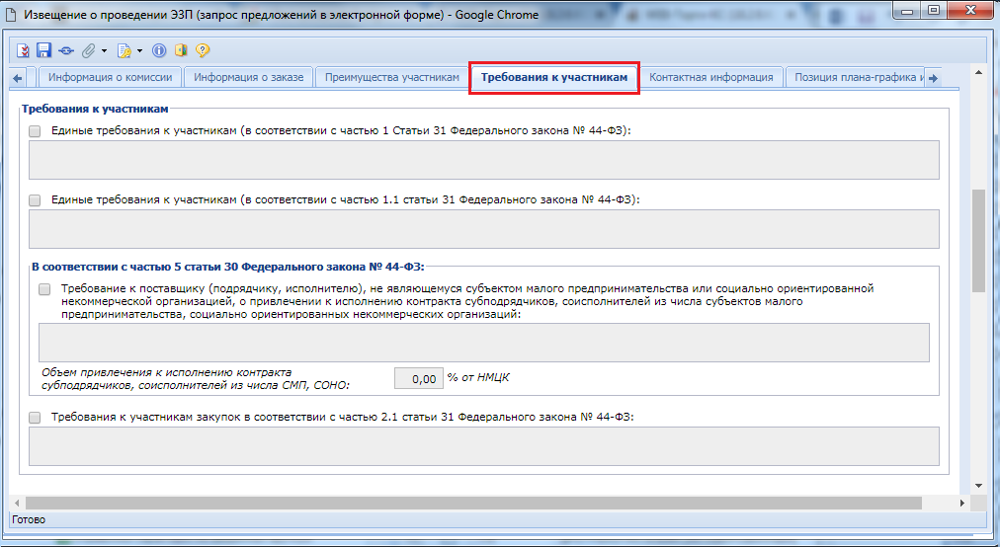 Извещение о проведении ЭЗП (запрос предложений в электронной форме) - Google Chrome
Информация о комиссии
Информация о заказе
Преимущества участникам
Требования к участникам
Контактная информация
Позиция плана-графика и
Требования к участникам
Единые требования к участникам (в соответствии с частью 1 Статьи 31 Федерального закона № 44-ФЗ):
Единые требования к участникам (в соответствии с частью 1.1 статьи 31 Федерального закона № 44-ФЗ):
В соответствии с частью 5 статьи 30 Федерального закона № 44-ФЗ:
Требование к поставщику (подрядчику, исполнителю), не являющемуся субъектом малого предпринимательства или социально ориентированной
некоммерческой организацией, о привлечении к исполнению контракта субподрядчиков, соисполнителей из числа субъектов малого
предпринимательства, социально ориентированных некоммерческих организаций:
Объем привлечения к исполнению контракта
субподрядчиков, соисполнителей из числа СМП, СОНО:
0,00 % от НМЦК
Требования к участникам закупок в соответствии с частью 2.1 статьи 31 Федерального закона № 44-ФЗ:
Готово